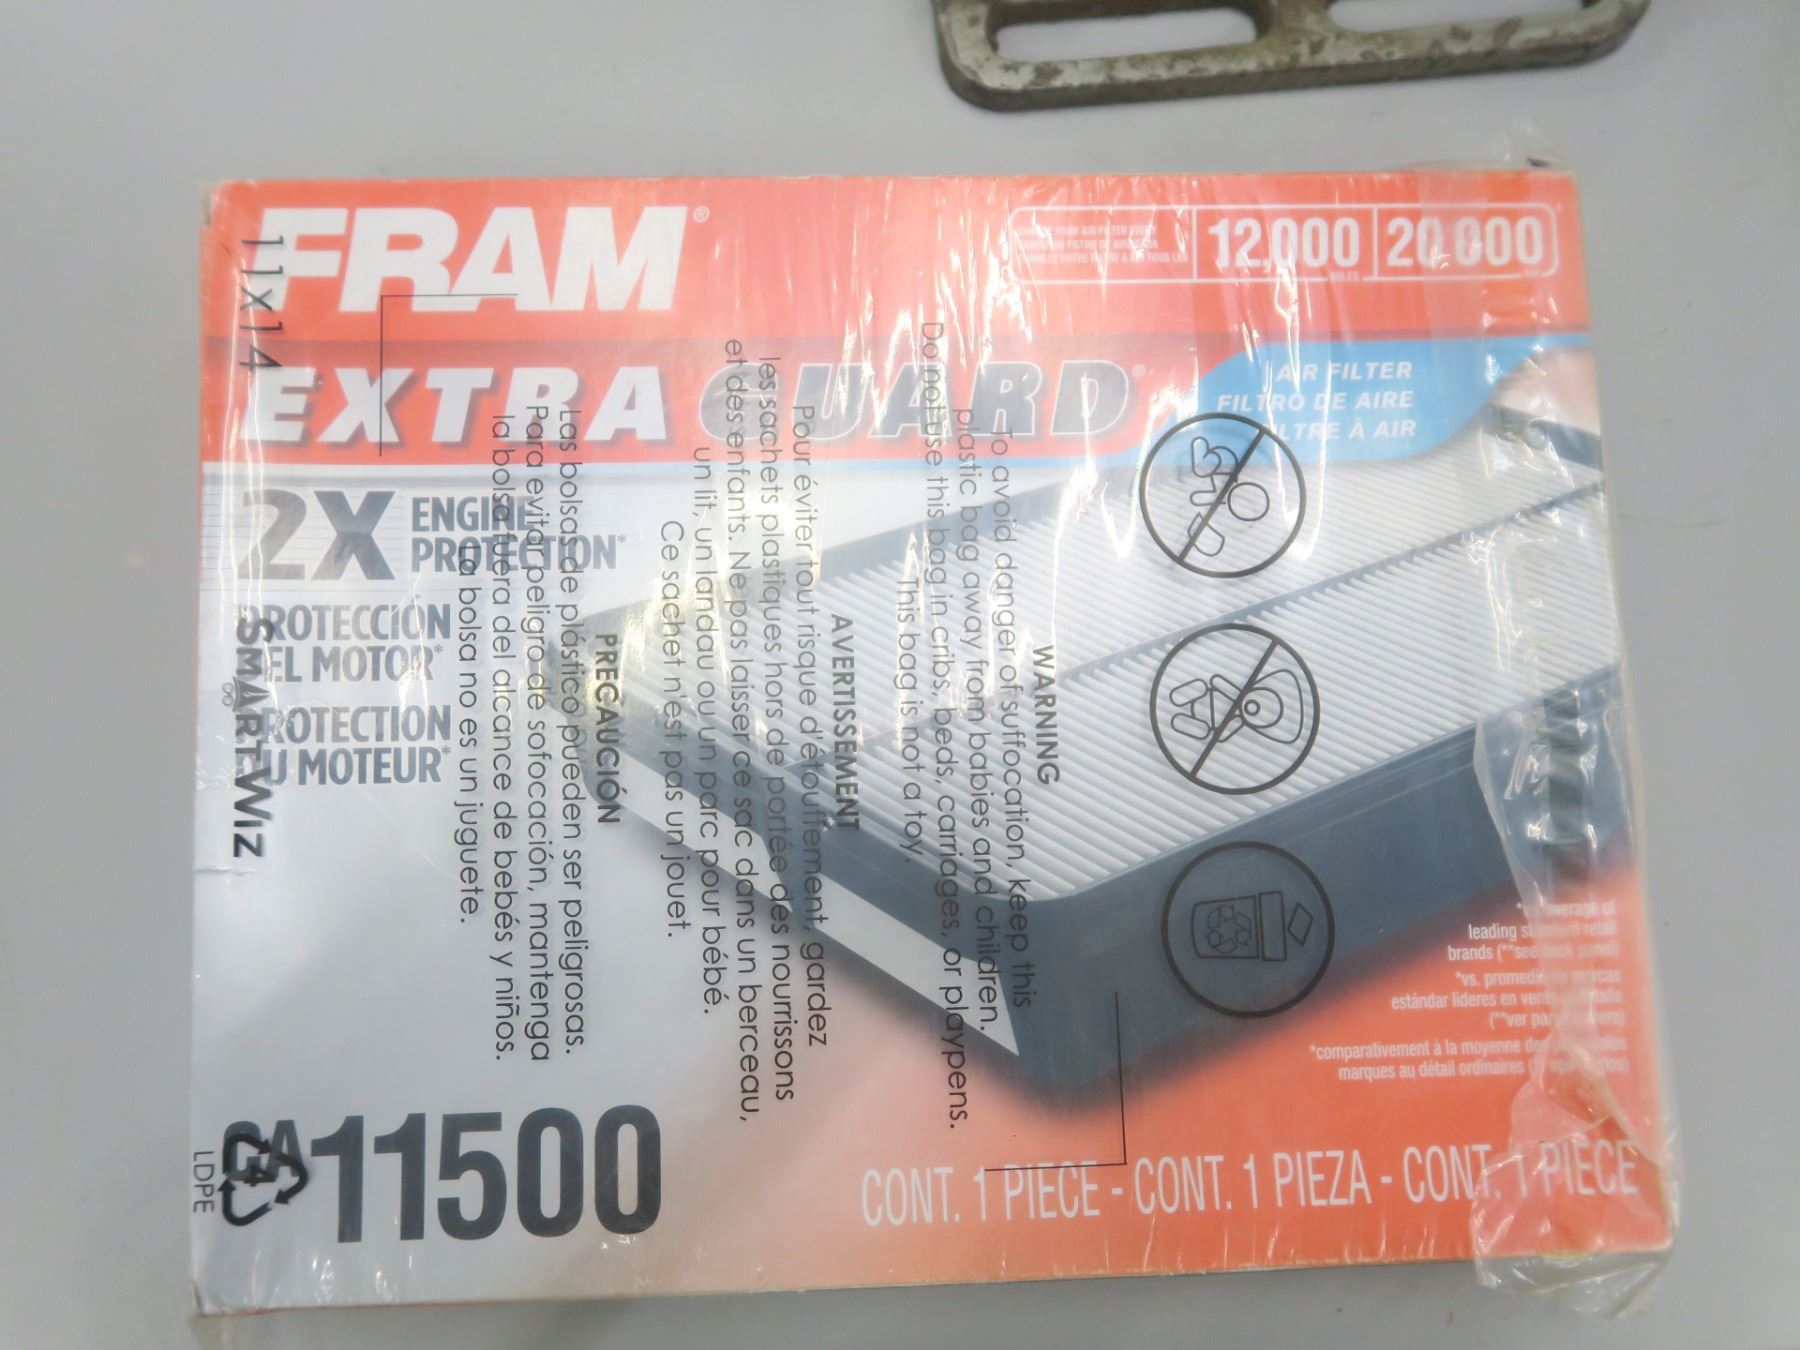 FRAM®
12,000 20,000
MILES
EXTRA GUARD®
AIR FILTER
FILTRO DE AIRE
FILTRE À AIR
2X ENGINE
PROTECTION*
PROTECCIÓN
DEL MOTOR*
PROTECTION
DU MOTEUR*
leading standard retail
brands (**see back panel)
*vs. promedio de marcas
estándar lideres en
*comparativement à la moyenne des
marques au détail ordinaires
CA11500
CONT. 1 PIECE - CONT. 1 PIEZA - CONT. 1 PIÈCE
WARNING
To avoid danger of suffocation, keep this
plastic bag away from babies and children.
Do not use this bag in cribs, beds, carriages, or playpens.
This bag is not a toy.
AVERTISSEMENT
Pour éviter tout risque d'étouffement, gardez
les sachets plastiques hors de portée des nourrissons
et des enfants. Ne pas laisser ce sac dans un berceau,
un lit, un landau ou un parc pour bébé.
Ce sachet n'est pas un jouet.
PRECAUCIÓN
Las bolsas de plástico pueden ser peligrosas.
Para evitar peligro de sofocación, mantenga
la bolsa fuera del alcance de bebés y niños.
La bolsa no es un juguete.
11X14
SMARTWIZ
4
LDPE